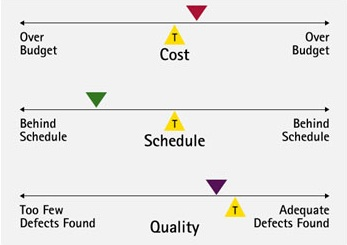 T
Over Over
Budget Budget
Cost
T
Behind Behind
Schedule Schedule
Schedule
T
Too Few Adequate
Defects Found Defects Found
Quality